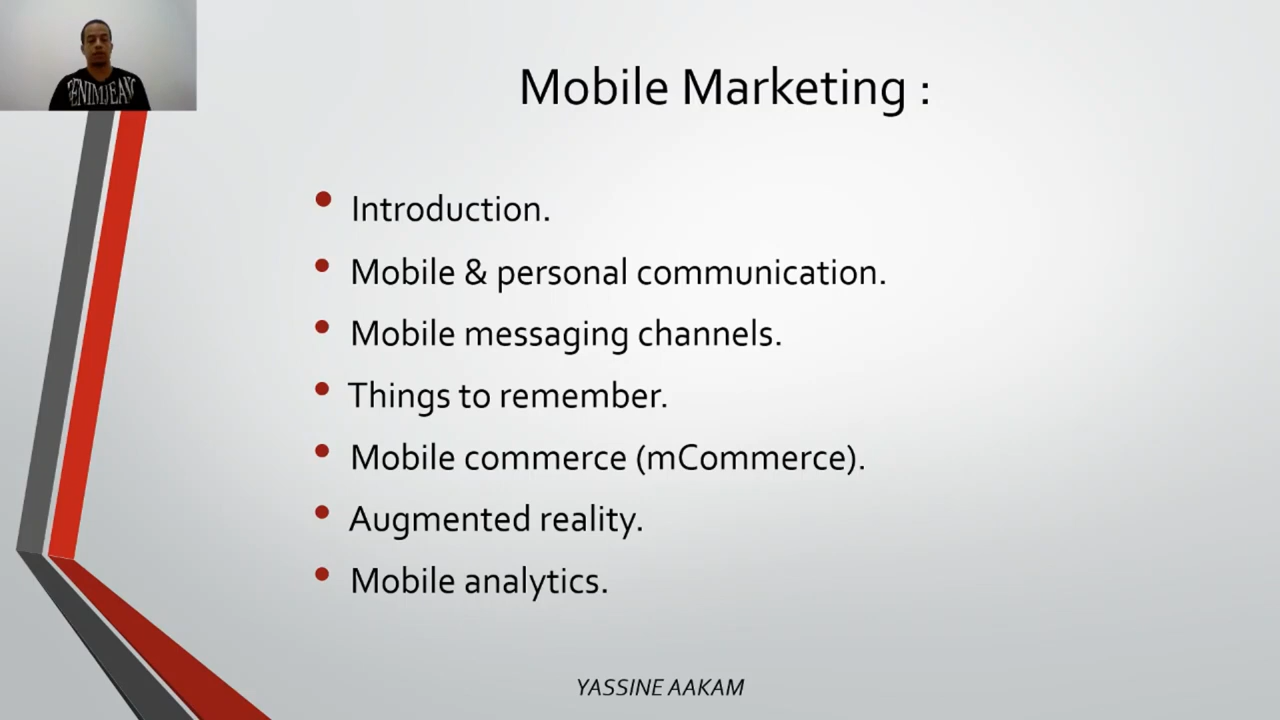 Mobile Marketing :
Introduction.
Mobile & personal communication.
Mobile messaging channels.
Things to remember.
Mobile commerce (mCommerce).
Augmented reality.
Mobile analytics.
YASSINE AAKAM